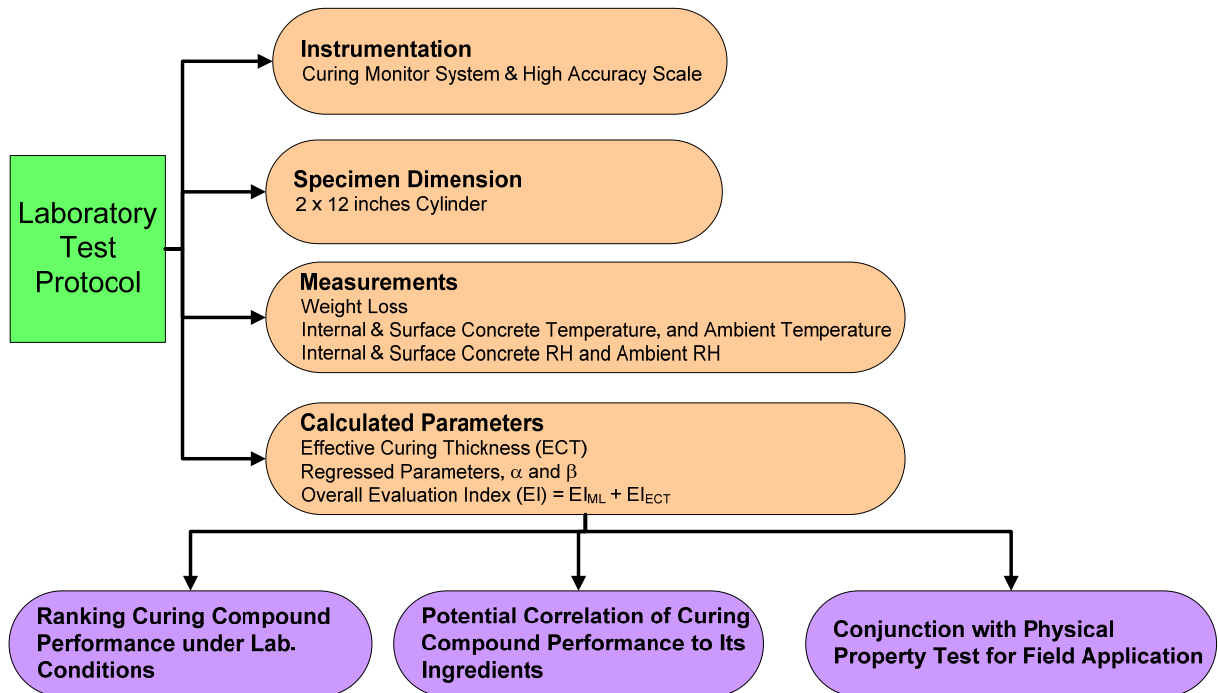 Laboratory
Test
Protocol
Instrumentation
Curing Monitor System & High Accuracy Scale
Specimen Dimension
2 x 12 inches Cylinder
Measurements
Weight Loss
Internal & Surface Concrete Temperature, and Ambient Temperature
Internal & Surface Concrete RH and Ambient RH
Calculated Parameters
Effective Curing Thickness (ECT)
Regressed Parameters, α and β
Overall Evaluation Index (EI) = EI_ML + EI_ECT
Ranking Curing Compound
Performance under Lab.
Conditions
Potential Correlation of Curing
Compound Performance to Its
Ingredients
Conjunction with Physical
Property Test for Field Application